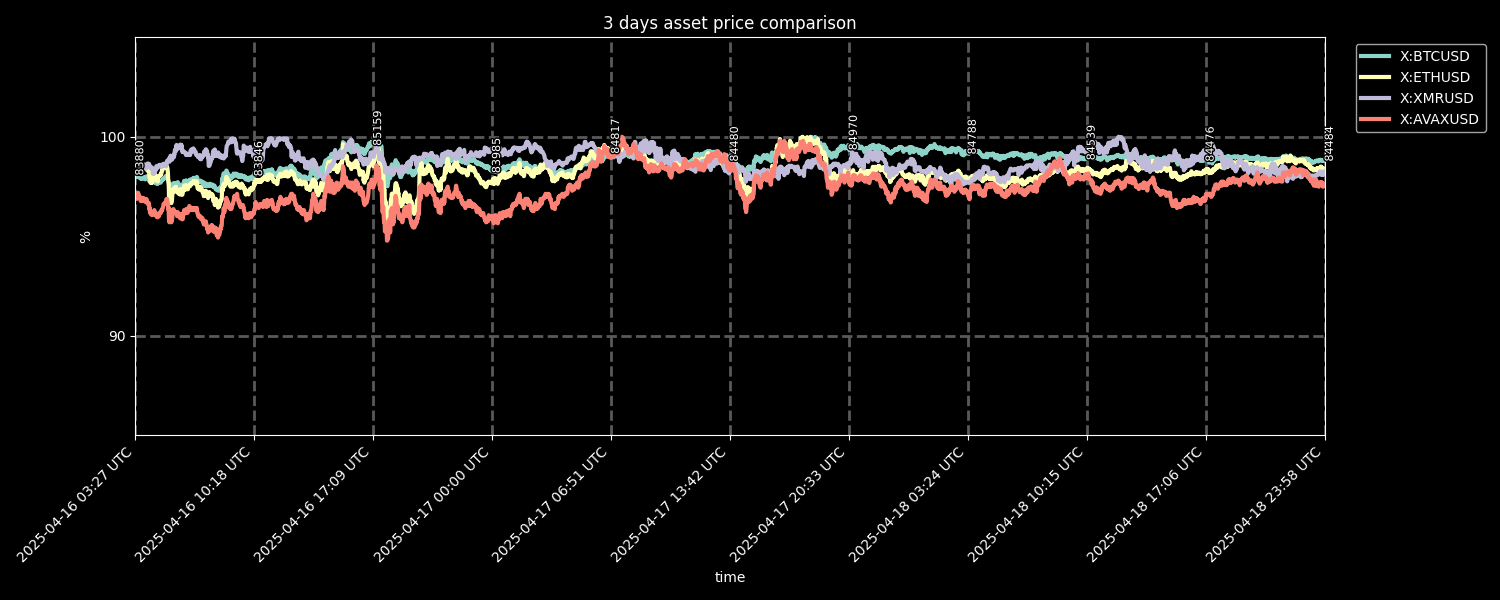 3 days asset price comparison
X:BTCUSD
X:ETHUSD
X:XMRUSD
X:AVAXUSD
100
90
%
83880
83846
85159
83985
84817
84480
84970
84788
84539
84476
84484
2025-04-16 03:27 UTC
2025-04-16 10:18 UTC
2025-04-16 17:09 UTC
2025-04-17 00:00 UTC
2025-04-17 06:51 UTC
2025-04-17 13:42 UTC
2025-04-17 20:33 UTC
2025-04-18 03:24 UTC
2025-04-18 10:15 UTC
2025-04-18 17:06 UTC
2025-04-18 23:58 UTC
time